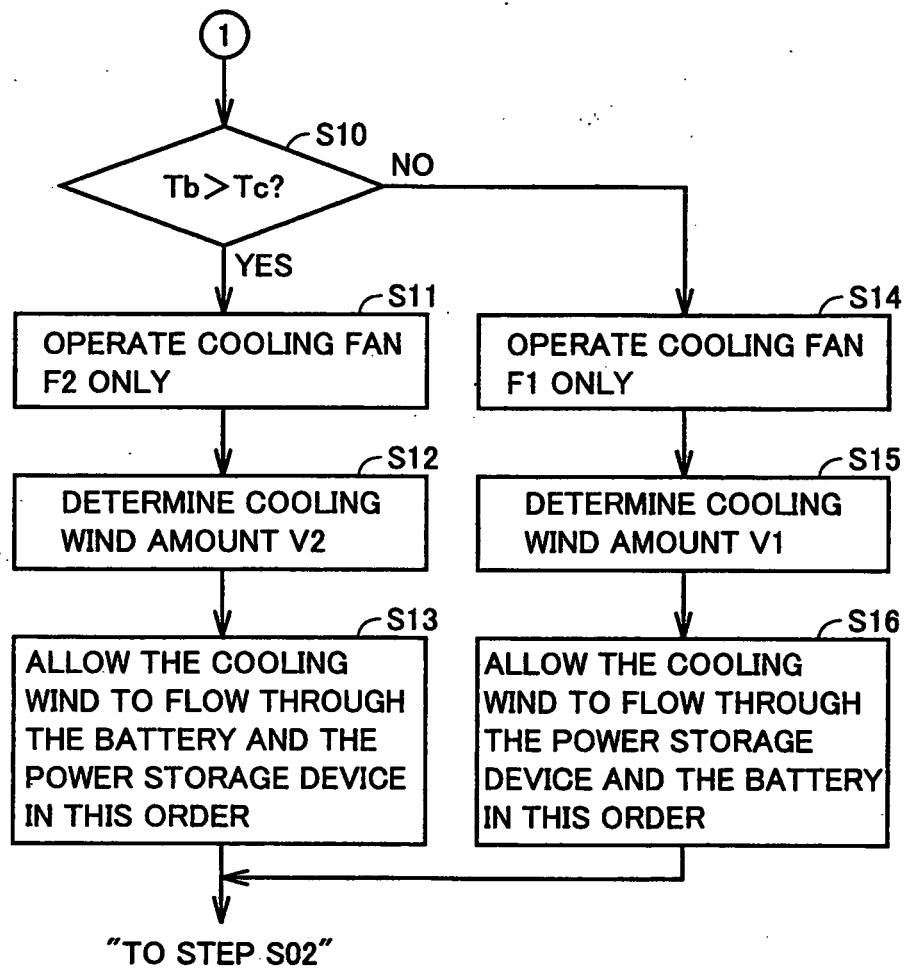 1
S10
Tb>Tc?
NO
YES
S11
OPERATE COOLING FAN
F2 ONLY
S12
DETERMINE COOLING
WIND AMOUNT V2
S13
ALLOW THE COOLING
WIND TO FLOW THROUGH
THE BATTERY AND THE
POWER STORAGE DEVICE
IN THIS ORDER
S14
OPERATE COOLING FAN
F1 ONLY
S15
DETERMINE COOLING
WIND AMOUNT V1
S16
ALLOW THE COOLING
WIND TO FLOW THROUGH
THE POWER STORAGE
DEVICE AND THE BATTERY
IN THIS ORDER
"TO STEP S02"